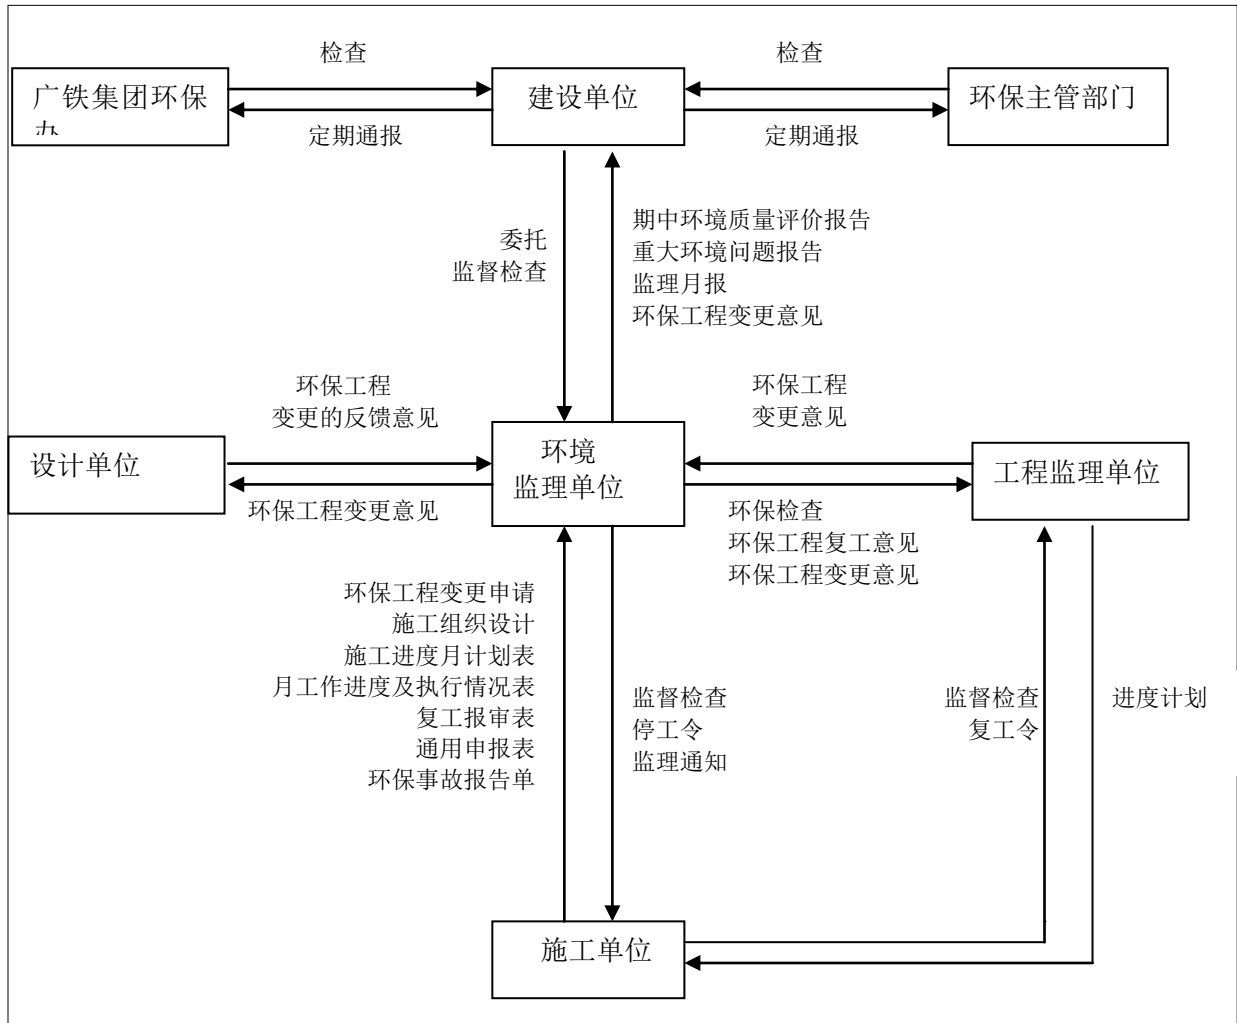 检查
检查
广铁集团环保
建设单位
环保主管部门
定期通报
定期通报
委托
监督检查
期中环境质量评价报告
重大环境问题报告
监理月报
环保工程变更意见
环保工程
变更的反馈意见
环保工程
变更意见
设计单位
环境
监理单位
工程监理单位
环保工程变更意见
环保检查
环保工程复工意见
环保工程变更意见
环保工程变更申请
施工组织设计
施工进度月计划表
月工作进度及执行情况表
复工报审表
通用申报表
环保事故报告单
监督检查
停工令
监理通知
监督检查
复工令
进度计划
施工单位